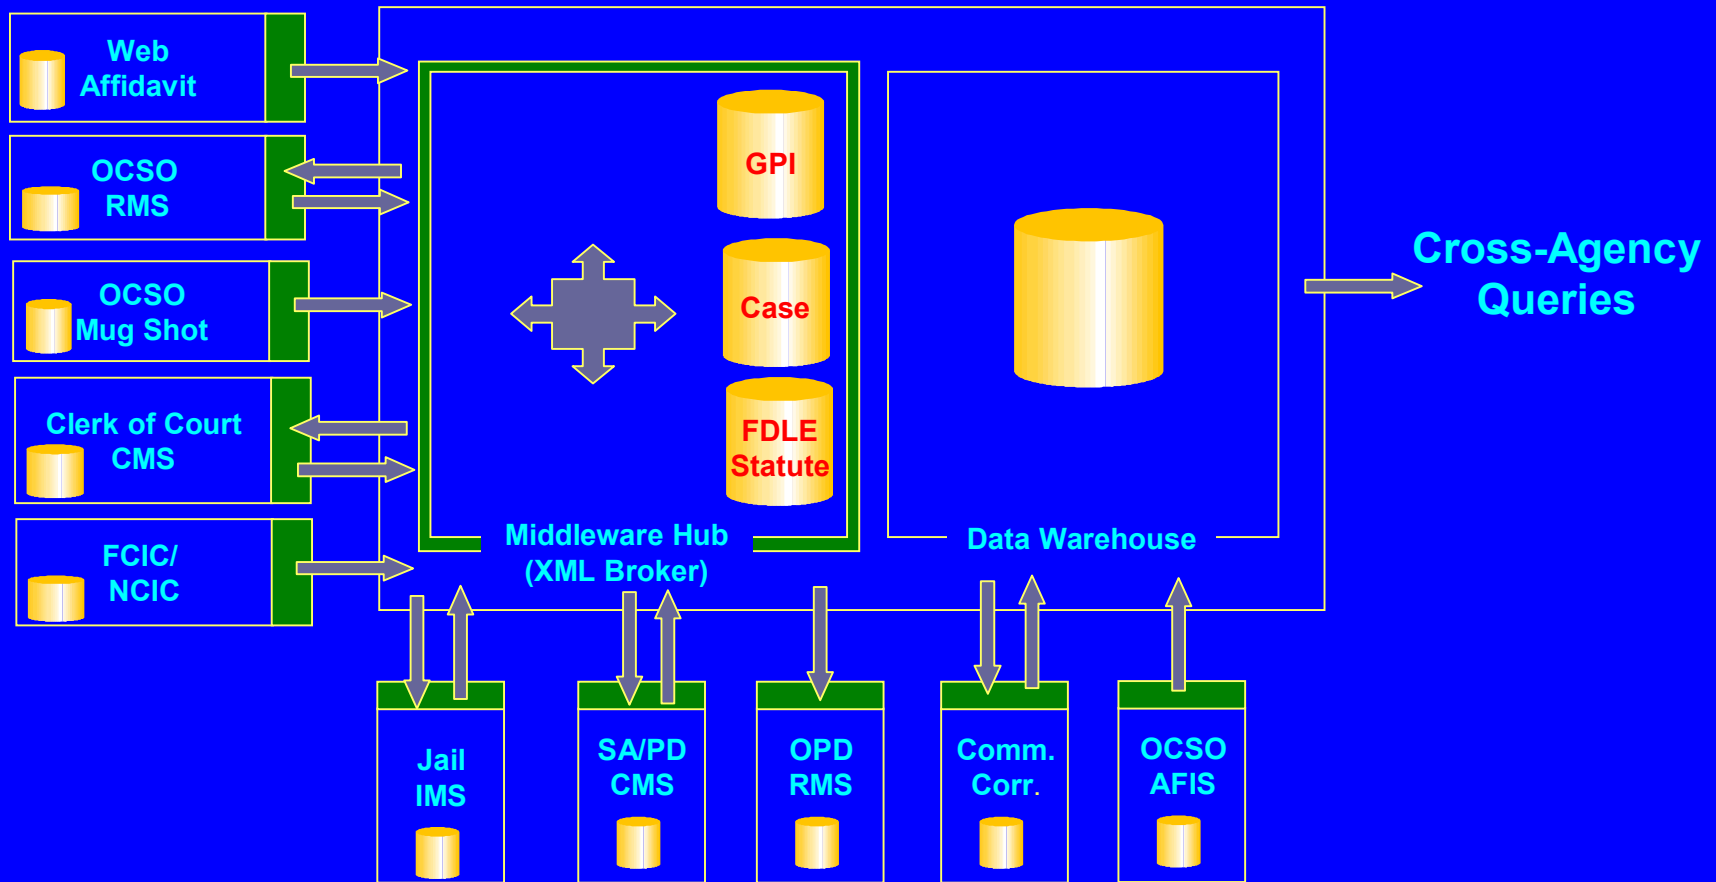 Web
Affidavit
OCSO
RMS
OCSO
Mug Shot
Clerk of Court
CMS
FCIC/
NCIC
GPI
Case
FDLE
Statute
Middleware Hub
(XML Broker)
Data Warehouse
Cross-Agency
Queries
Jail
IMS
SA/PD
CMS
OPD
RMS
Comm.
Corr.
OCSO
AFIS